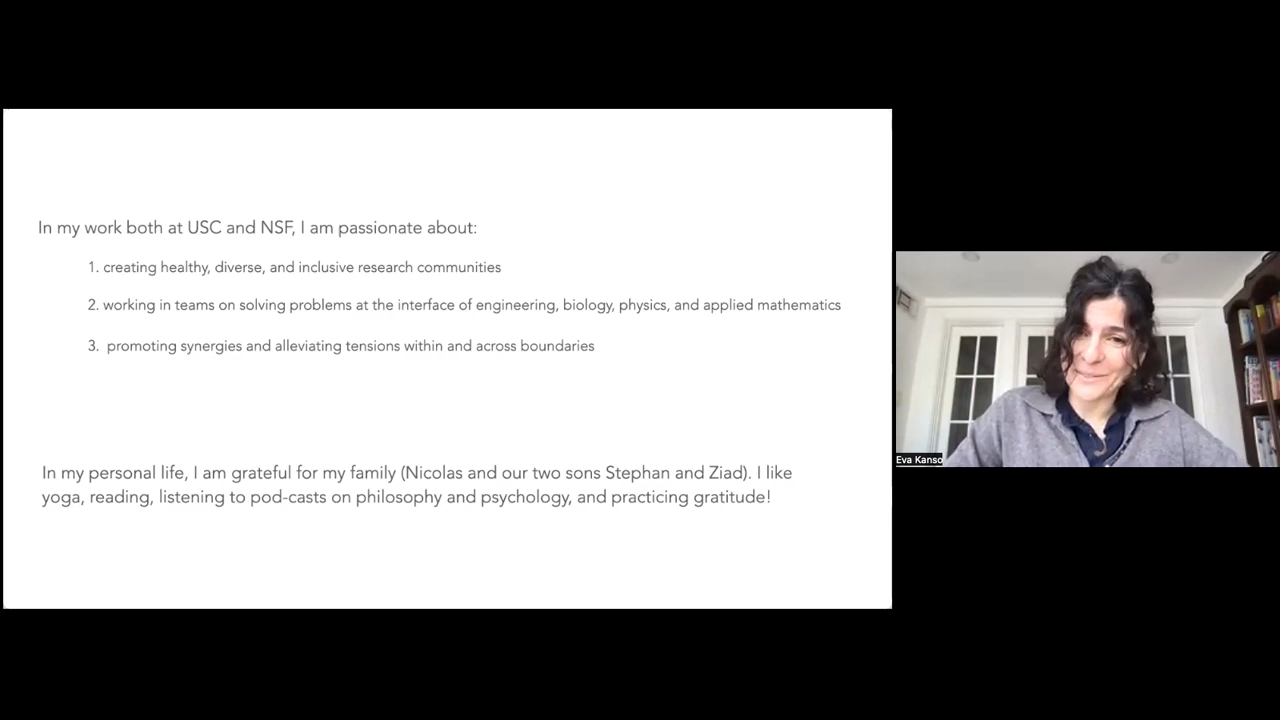 In my work both at USC and NSF, I am passionate about:
1. creating healthy, diverse, and inclusive research communities
2. working in teams on solving problems at the interface of engineering, biology, physics, and applied mathematics
3. promoting synergies and alleviating tensions within and across boundaries
In my personal life, I am grateful for my family (Nicolas and our two sons Stephan and Ziad). I like
yoga, reading, listening to pod-casts on philosophy and psychology, and practicing gratitude!
Eva Kanso